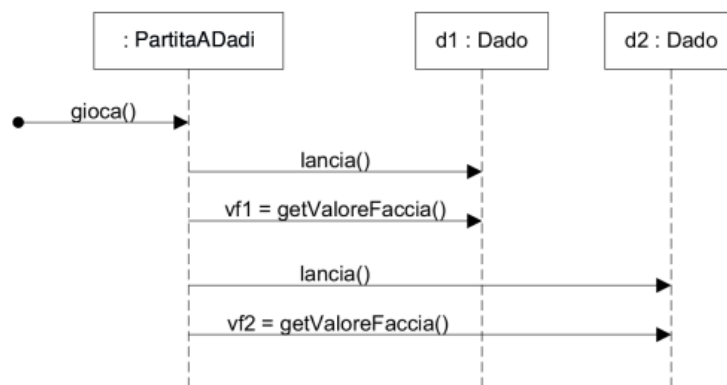 : PartitaADadi
d1 : Dado
d2 : Dado
gioca()
lancia()
vf1 = getValoreFaccia()
lancia()
vf2 = getValoreFaccia()